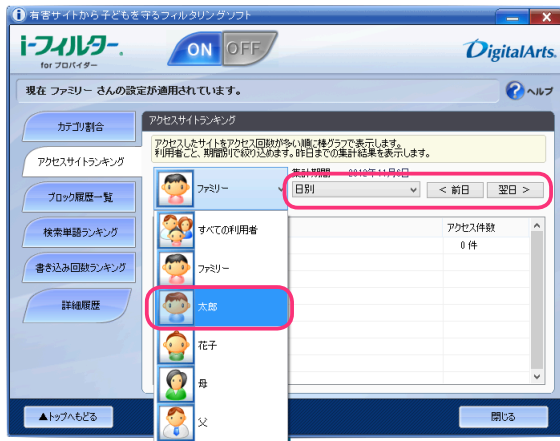 有害サイトから子どもを守るフィルタリングソフト
i-フィルター.
for プロバイダー
ON OFF
DigitalArts.
現在 ファミリー さんの設定が適用されています。
ヘルプ
カテゴリ割合
アクセスサイトランキング
ブロック履歴一覧
検索単語ランキング
書き込み回数ランキング
詳細履歴
アクセスサイトランキング
アクセスしたサイトをアクセス回数が多い順に棒グラフで表示します。
利用者ごと、期間別で絞り込めます。昨日までの集計結果を表示します。
集計期間
ファミリー
日別
< 前日
翌日 >
アクセス件数
0 件
すべての利用者
ファミリー
太郎
花子
母
父
▲トップへもどる
閉じる